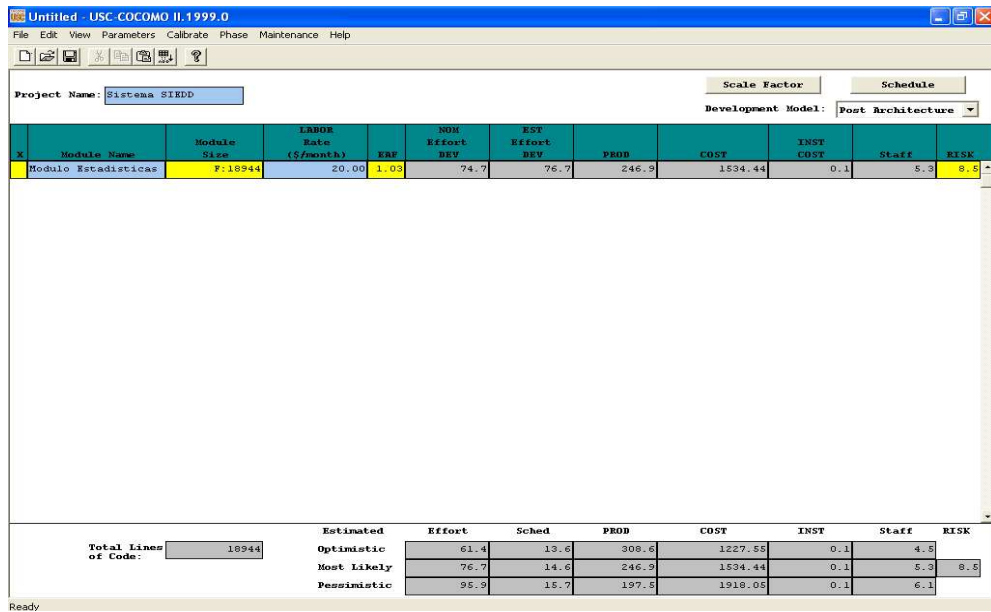 Untitled - USC-COCOMO II.1999.0
File Edit View Parameters Calibrate Phase Maintenance Help
Project Name: Sistema SIEDD
Scale Factor Schedule
Development Model: Post Architecture
X Module Name Module Size LABOR Rate ($/month) EAF NOM Effort DEV EST Effort DEV PROD COST INST COST Staff RISK
Modulo Estadisticas F:18944 20.00 1.03 74.7 76.7 246.9 1534.44 0.1 5.3 8.5
Estimated Effort Sched PROD COST INST Staff RISK
Total Lines of Code: 18944
Optimistic 61.4 13.6 308.6 1227.55 0.1 4.5
Most Likely 76.7 14.6 246.9 1534.44 0.1 5.3 8.5
Pessimistic 95.9 15.7 197.5 1918.05 0.1 6.1
Ready